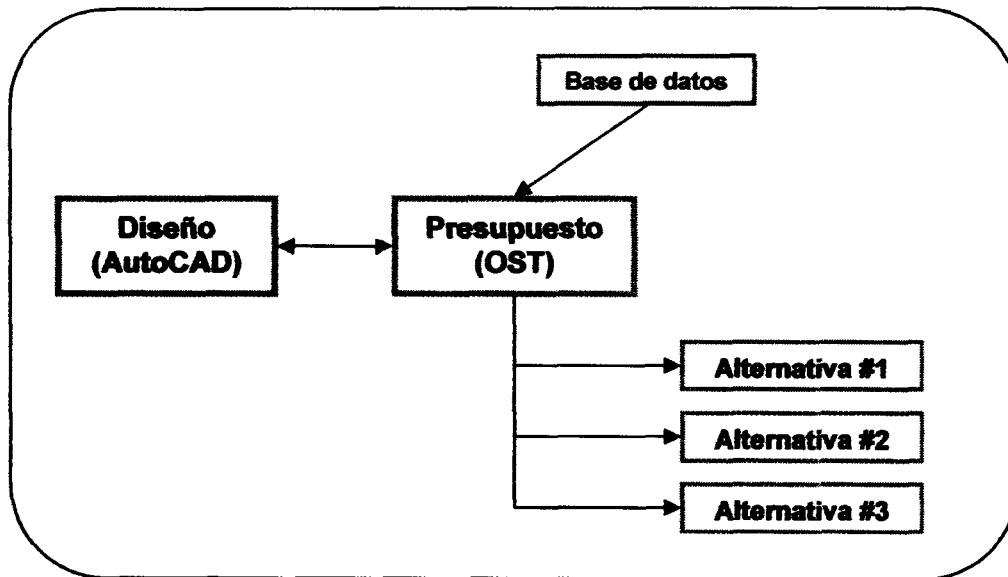 Base de datos
Diseño
(AutoCAD)
Presupuesto
(OST)
Alternativa #1
Alternativa #2
Alternativa #3